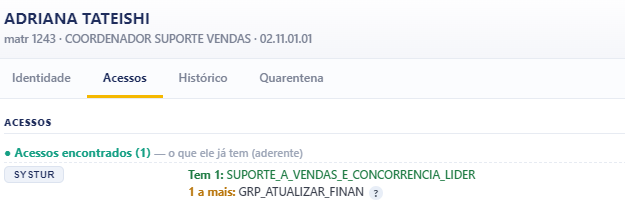 ADRIANA TATEISHI
matr 1243 · COORDENADOR SUPORTE VENDAS · 02.11.01.01
Identidade Acessos Histórico Quarentena
ACESSOS
• Acessos encontrados (1) — o que ele já tem (aderente)
SYSTUR Tem 1: SUPORTE_A_VENDAS_E_CONCORRENCIA_LIDER
1 a mais: GRP_ATUALIZAR_FINAN ?